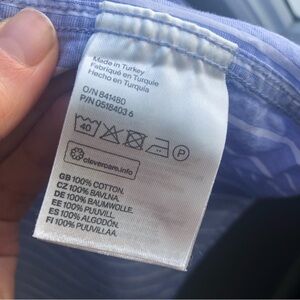 Made in Turkey
Fabriqué en Turquie
Hecho en Turquía
O/N 841480
P/N 0518403 6
40 P
clevercare.info
GB 100% COTTON.
CZ 100% BAVLNA.
DE 100% BAUMWOLLE.
EE 100% PUUVILL.
ES 100% ALGODÓN.
FI 100% PUUVILLAA.